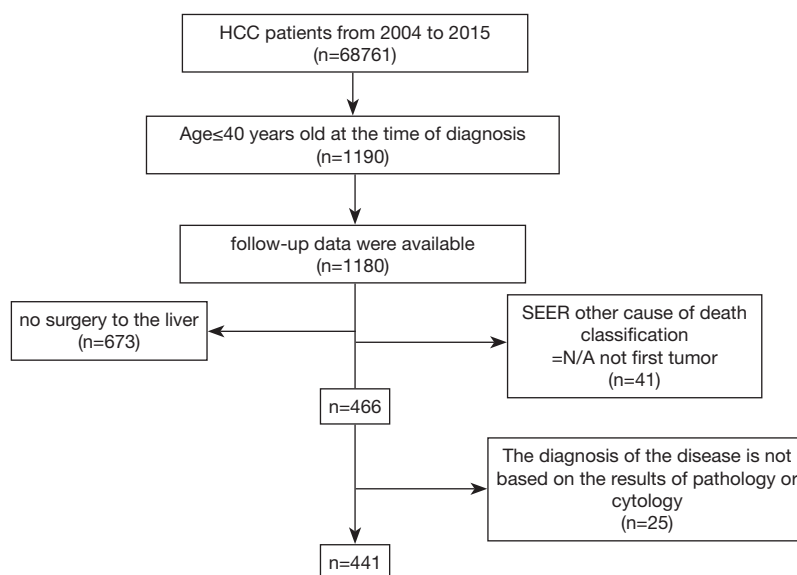 HCC patients from 2004 to 2015
(n=68761)
Age≤40 years old at the time of diagnosis
(n=1190)
follow-up data were available
(n=1180)
no surgery to the liver
(n=673)
SEER other cause of death
classification
=N/A not first tumor
(n=41)
n=466
The diagnosis of the disease is not
based on the results of pathology or
cytology
(n=25)
n=441